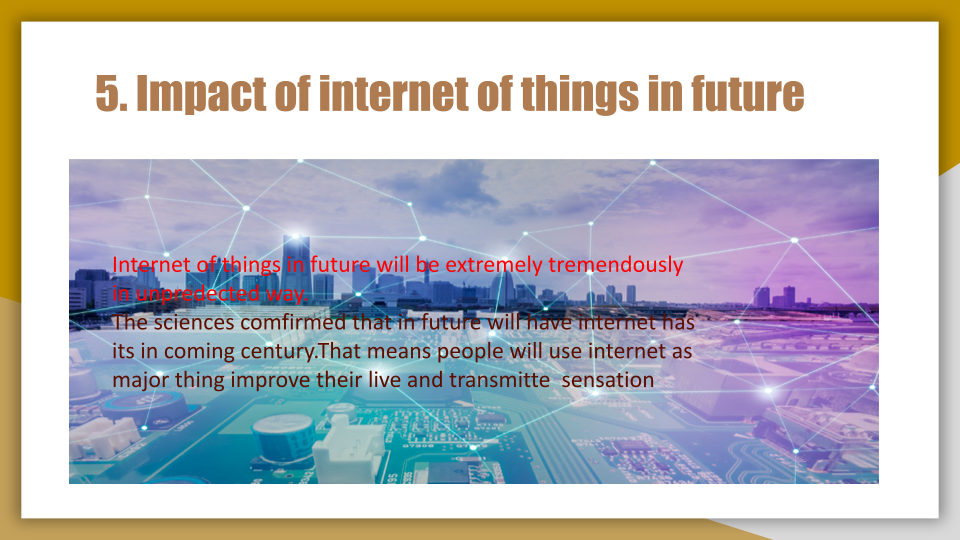 5. Impact of internet of things in future
Internet of things in future will be extremely tremendously
in unpredected way.
The sciences comfirmed that in future will have internet has
its in coming century.That means people will use internet as
major thing improve their live and transmitte  sensation